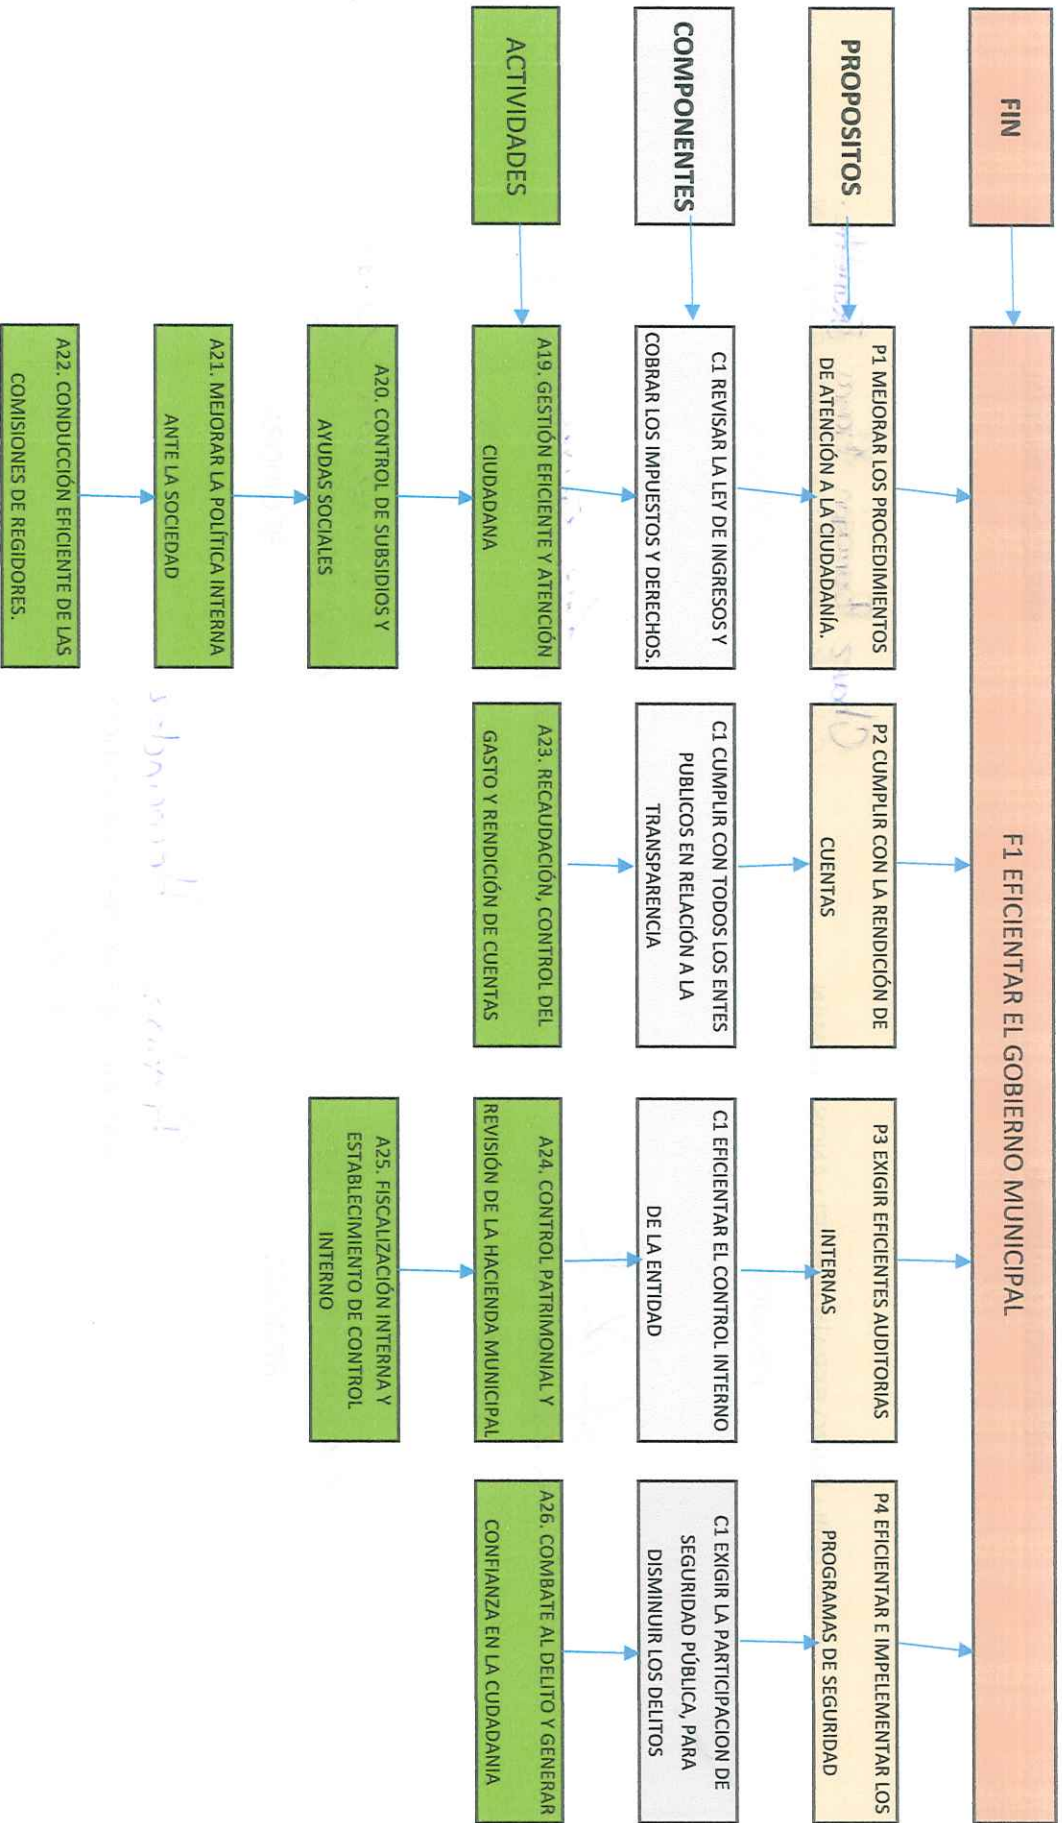 FIN
F1 EFICIENTAR EL GOBIERNO MUNICIPAL
PROPOSITOS
P1 MEJORAR LOS PROCEDIMIENTOS
DE ATENCIÓN A LA CIUDADANÍA.
P2 CUMPLIR CON LA RENDICIÓN DE
CUENTAS
P3 EXIGIR EFICIENTES AUDITORIAS
INTERNAS
P4 EFICIENTAR E IMPELEMENTAR LOS
PROGRAMAS DE SEGURIDAD
COMPONENTES
C1 REVISAR LA LEY DE INGRESOS Y
COBRAR LOS IMPUESTOS Y DERECHOS.
C1 CUMPLIR CON TODOS LOS ENTES
PUBLICOS EN RELACIÓN A LA
TRANSPARENCIA
C1 EFICIENTAR EL CONTROL INTERNO
DE LA ENTIDAD
C1 EXIGIR LA PARTICIPACION DE
SEGURIDAD PÚBLICA, PARA
DISMINUIR LOS DELITOS
ACTIVIDADES
A19. GESTIÓN EFICIENTE Y ATENCIÓN
CIUDADANA
A23. RECAUDACIÓN, CONTROL DEL
GASTO Y RENDICIÓN DE CUENTAS
A24. CONTROL PATRIMONIAL Y
REVISIÓN DE LA HACIENDA MUNICIPAL
A26. COMBATE AL DELITO Y GENERAR
CONFIANZA EN LA CUDADANIA
A20. CONTROL DE SUBSIDIOS Y
AYUDAS SOCIALES
A25. FISCALIZACIÓN INTERNA Y
ESTABLECIMIENTO DE CONTROL
INTERNO
A21. MEJORAR LA POLÍTICA INTERNA
ANTE LA SOCIEDAD
A22. CONDUCCIÓN EFICIENTE DE LAS
COMISIONES DE REGIDORES.